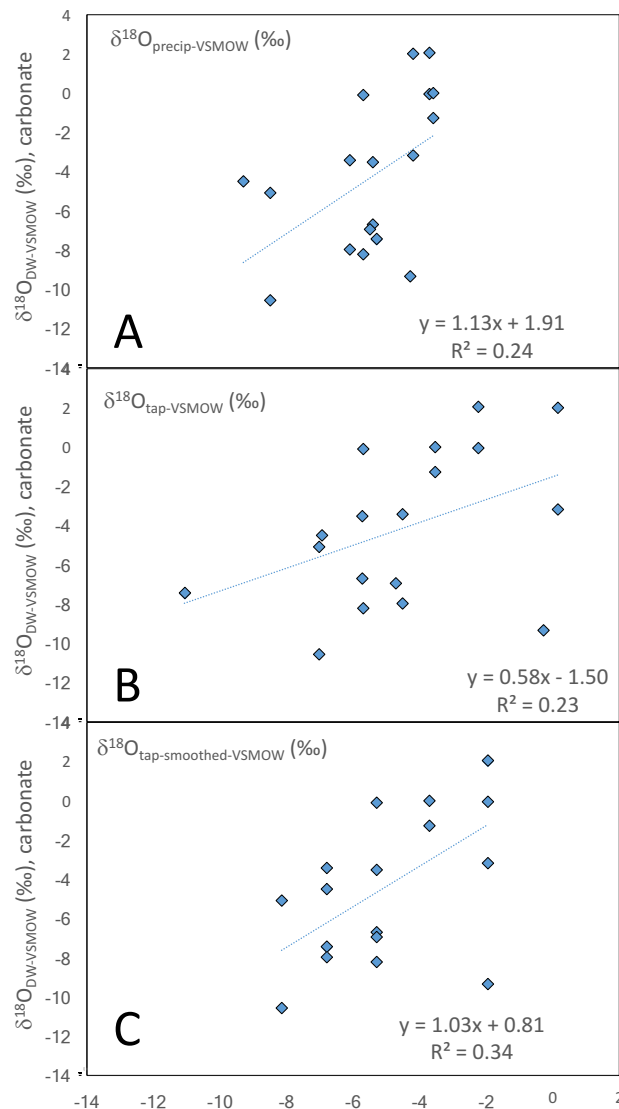 4
δ18Oprecip-VSMOW (‰)
2
0
-2
-4
-6
-8
-10
-12
-14
δ18ODW-VSMOW (‰), carbonate
A
y = 1.13x + 1.91
R² = 0.24
δ18Otap-VSMOW (‰)
2
0
-2
-4
-6
-8
-10
-12
-14
δ18ODW-VSMOW (‰), carbonate
B
y = 0.58x - 1.50
R² = 0.23
δ18Otap-smoothed-VSMOW (‰)
2
0
-2
-4
-6
-8
-10
-12
-14
δ18ODW-VSMOW (‰), carbonate
C
y = 1.03x + 0.81
R² = 0.34
-14 -12 -10 -8 -6 -4 -2 0 2